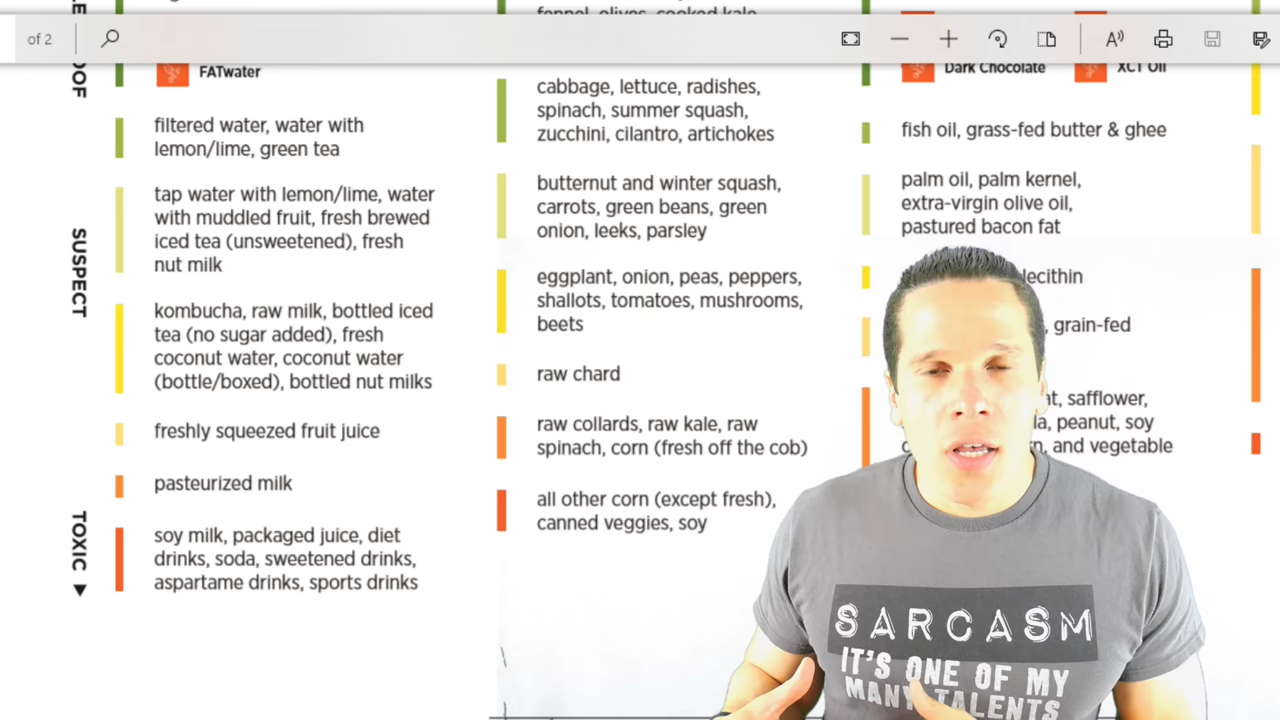 fennel, olives, cooked kale
of 2
OOF
FATwater
Dark Chocolate
XCT Oil
filtered water, water with
lemon/lime, green tea
tap water with lemon/lime, water
with muddled fruit, fresh brewed
iced tea (unsweetened), fresh
nut milk
SUSPECT
kombucha, raw milk, bottled iced
tea (no sugar added), fresh
coconut water, coconut water
(bottle/boxed), bottled nut milks
freshly squeezed fruit juice
pasteurized milk
TOXIC
soy milk, packaged juice, diet
drinks, soda, sweetened drinks,
aspartame drinks, sports drinks
cabbage, lettuce, radishes,
spinach, summer squash,
zucchini, cilantro, artichokes
butternut and winter squash,
carrots, green beans, green
onion, leeks, parsley
eggplant, onion, peas, peppers,
shallots, tomatoes, mushrooms,
beets
raw chard
raw collards, raw kale, raw
spinach, corn (fresh off the cob)
all other corn (except fresh),
canned veggies, soy
fish oil, grass-fed butter & ghee
palm oil, palm kernel,
extra-virgin olive oil,
pastured bacon fat
lecithin
, grain-fed
, safflower,
, peanut, soy
, and vegetable
SARCASM
IT'S ONE OF MY
MANY TALENTS